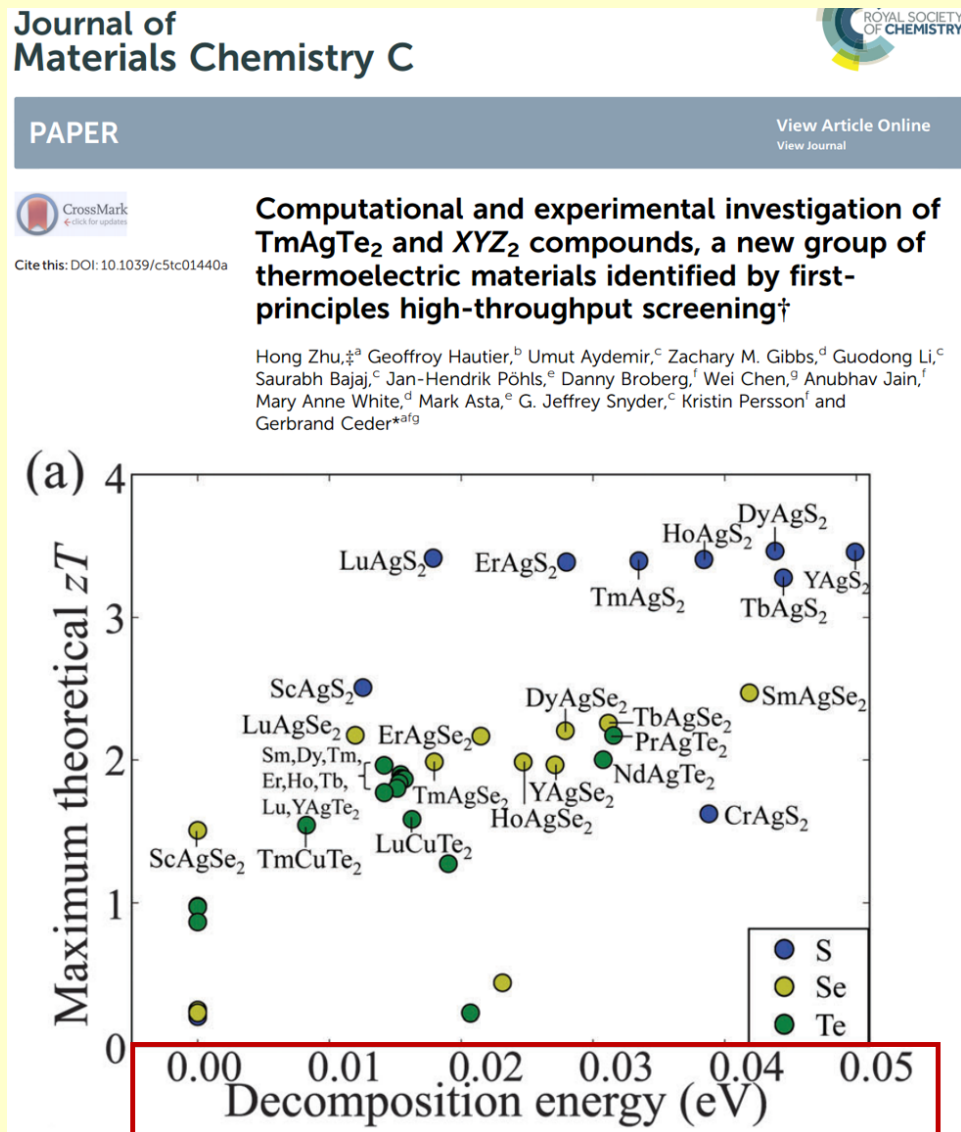 Journal of
Materials Chemistry C
ROYAL SOCIETY
OF CHEMISTRY
PAPER
View Article Online
View Journal
CrossMark
click for updates
Cite this: DOI: 10.1039/c5tc01440a
Computational and experimental investigation of
TmAgTe₂ and XYZ₂ compounds, a new group of
thermoelectric materials identified by first-
principles high-throughput screening†
Hong Zhu,‡ᵃ Geoffroy Hautier,ᵇ Umut Aydemir,ᶜ Zachary M. Gibbs,ᵈ Guodong Li,ᶜ
Saurabh Bajaj,ᶜ Jan-Hendrik Pöhls,ᵉ Danny Broberg,ᶠ Wei Chen,ᵍ Anubhav Jain,ᶠ
Mary Anne White,ᵈ Mark Asta,ᵉ G. Jeffrey Snyder,ᶜ Kristin Perssonᶠ and
Gerbrand Ceder*ᵃᶠᵍ
(a)
Maximum theoretical zT
4
3
2
1
0
DyAgS₂
HoAgS₂
LuAgS₂
ErAgS₂
TmAgS₂
YAgS₂
TbAgS₂
ScAgS₂
DyAgSe₂
SmAgSe₂
LuAgSe₂
ErAgSe₂
TbAgSe₂
PrAgTe₂
Sm,Dy,Tm,
Er,Ho,Tb,
Lu,YAgTe₂
NdAgTe₂
TmAgSe₂
YAgSe₂
HoAgSe₂
CrAgS₂
ScAgSe₂
TmCuTe₂
LuCuTe₂
S
Se
Te
0.00 0.01 0.02 0.03 0.04 0.05
Decomposition energy (eV)